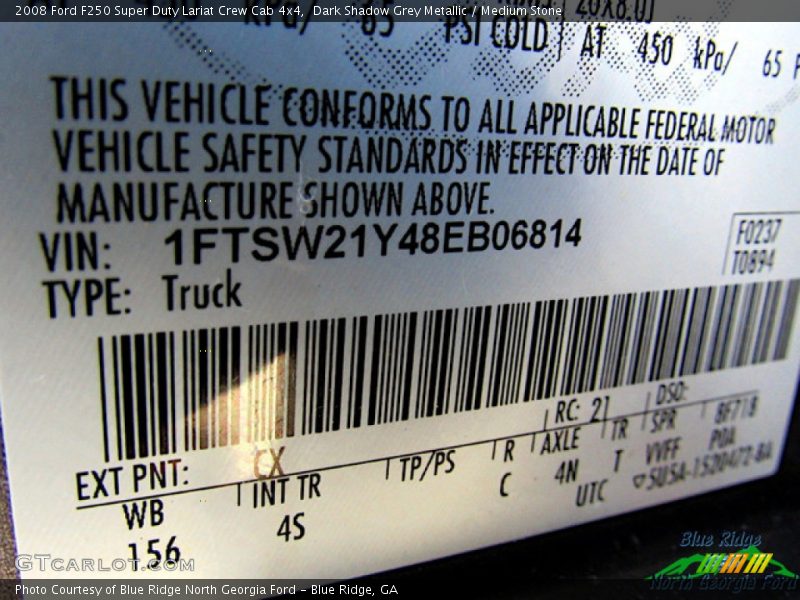 2008 Ford F250 Super Duty Lariat Crew Cab 4x4, Dark Shadow Grey Metallic / Medium Stone
kPa/ 65 PSI COLD AT 450 kPa/ 65 P
THIS VEHICLE CONFORMS TO ALL APPLICABLE FEDERAL MOTOR
VEHICLE SAFETY STANDARDS IN EFFECT ON THE DATE OF
MANUFACTURE SHOWN ABOVE.
VIN: 1FTSW21Y48EB06814
F0237
TYPE: Truck
T0894
RC: 21 DSO:
EXT PNT: CX
WB INT TR TP/PS R AXLE TR SPR BF718
156 4S C 4N T VVFF POA
UTC
GTCarLot.com
Blue Ridge
North Georgia Ford
Photo Courtesy of Blue Ridge North Georgia Ford – Blue Ridge, GA